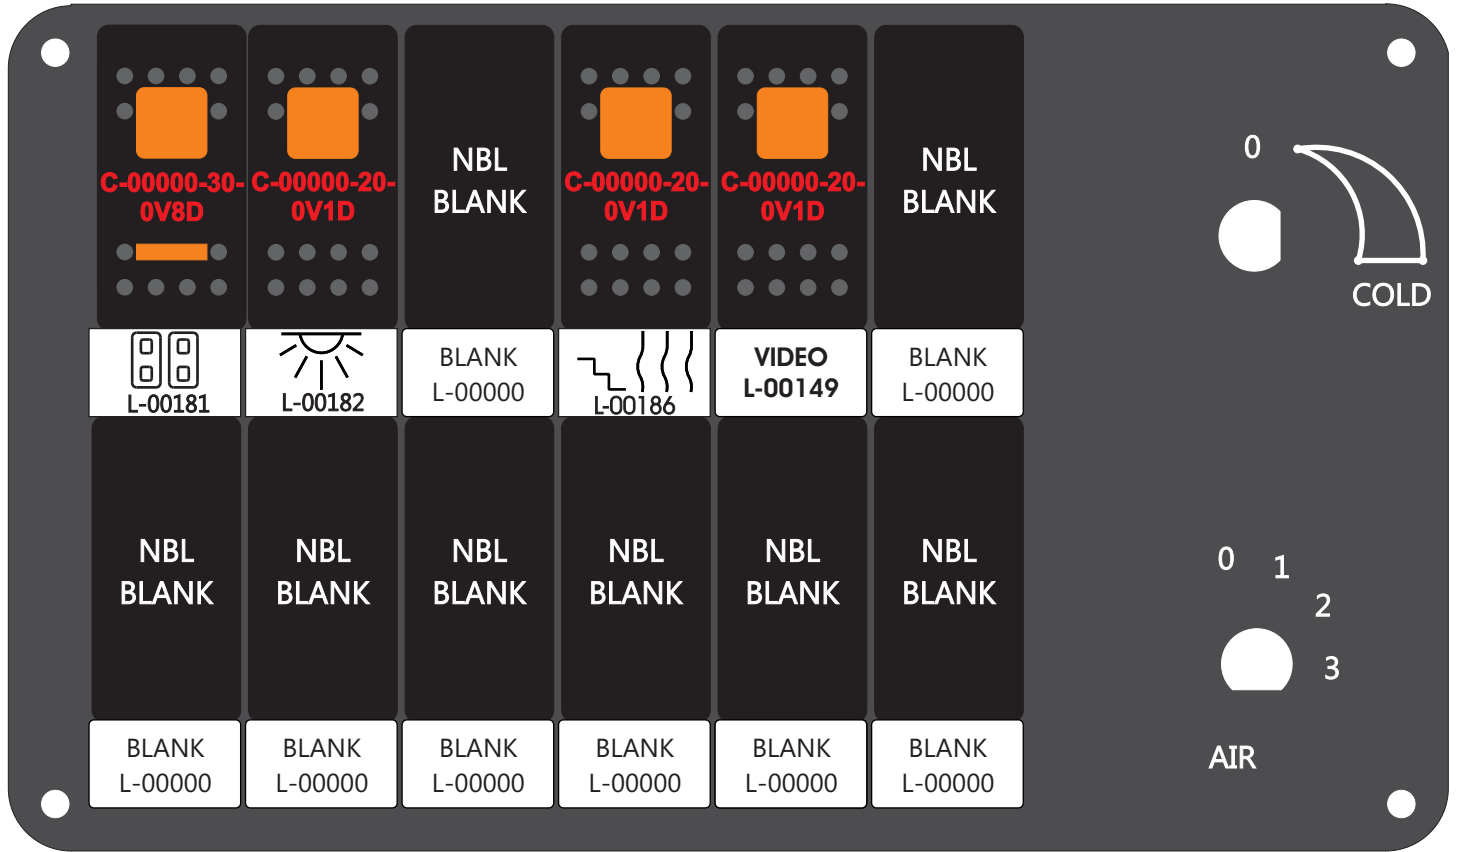 C-00000-30-
0V8D
C-00000-20-
0V1D
NBL
BLANK
C-00000-20-
0V1D
C-00000-20-
0V1D
NBL
BLANK
0
COLD
L-00181
L-00182
BLANK
L-00000
L-00186
VIDEO
L-00149
BLANK
L-00000
NBL
BLANK
NBL
BLANK
NBL
BLANK
NBL
BLANK
NBL
BLANK
NBL
BLANK
0
1
2
3
AIR
BLANK
L-00000
BLANK
L-00000
BLANK
L-00000
BLANK
L-00000
BLANK
L-00000
BLANK
L-00000